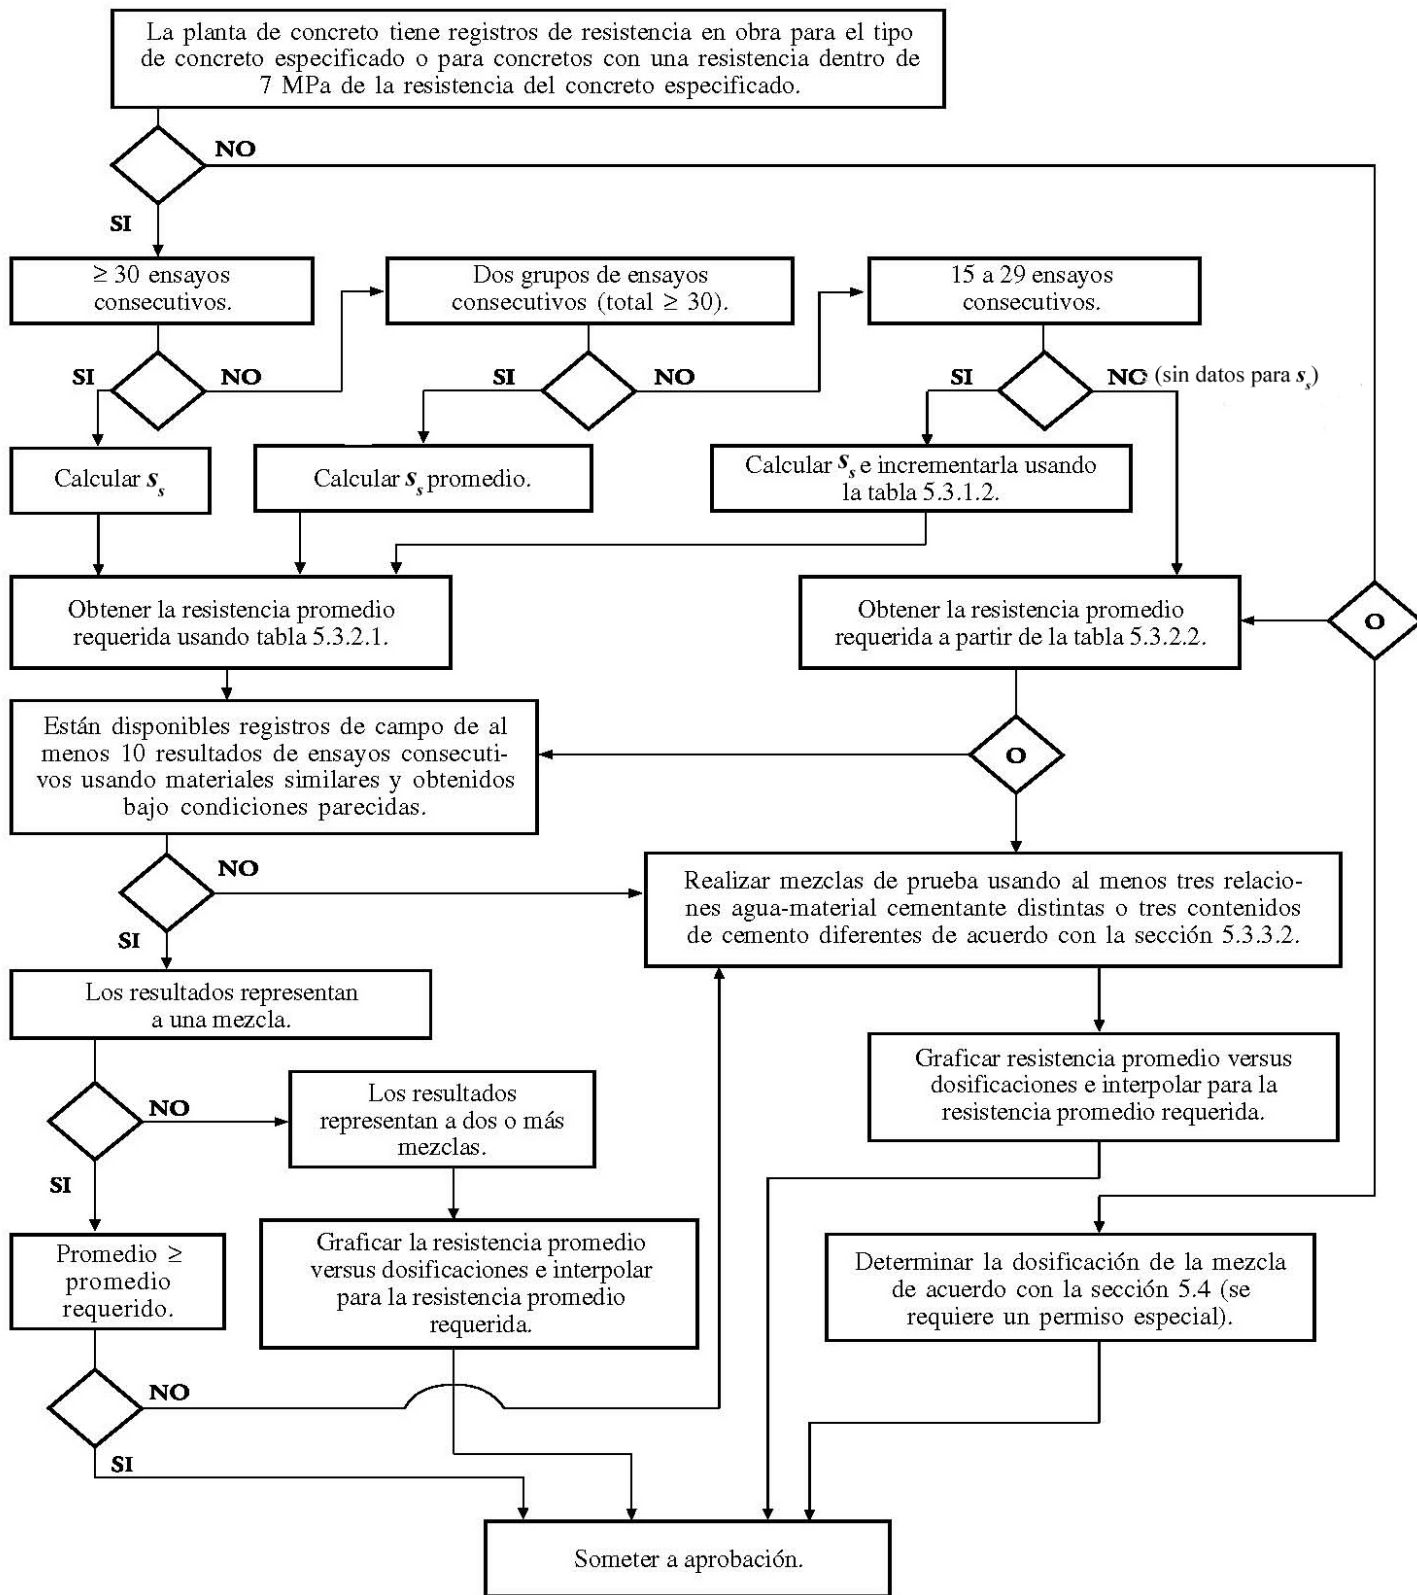 La planta de concreto tiene registros de resistencia en obra para el tipo
de concreto especificado o para concretos con una resistencia dentro de
7 MPa de la resistencia del concreto especificado.
NO
SI
≥ 30 ensayos
consecutivos.
Dos grupos de ensayos
consecutivos (total ≥ 30).
15 a 29 ensayos
consecutivos.
SI
NO
SI
NO
SI
NO (sin datos para s_s)
Calcular s_s
Calcular s_s promedio.
Calcular s_s e incrementarla usando
la tabla 5.3.1.2.
Obtener la resistencia promedio
requerida usando tabla 5.3.2.1.
Obtener la resistencia promedio
requerida a partir de la tabla 5.3.2.2.
O
Están disponibles registros de campo de al
menos 10 resultados de ensayos consecuti-
vos usando materiales similares y obtenidos
bajo condiciones parecidas.
O
NO
SI
Realizar mezclas de prueba usando al menos tres relacio-
nes agua-material cementante distintas o tres contenidos
de cemento diferentes de acuerdo con la sección 5.3.3.2.
Los resultados representan
a una mezcla.
NO
SI
Los resultados
representan a dos o más
mezclas.
Graficar resistencia promedio versus
dosificaciones e interpolar para la
resistencia promedio requerida.
Promedio ≥
promedio
requerido.
Graficar la resistencia promedio
versus dosificaciones e interpolar
para la resistencia promedio
requerida.
Determinar la dosificación de la mezcla
de acuerdo con la sección 5.4 (se
requiere un permiso especial).
NO
SI
Someter a aprobación.